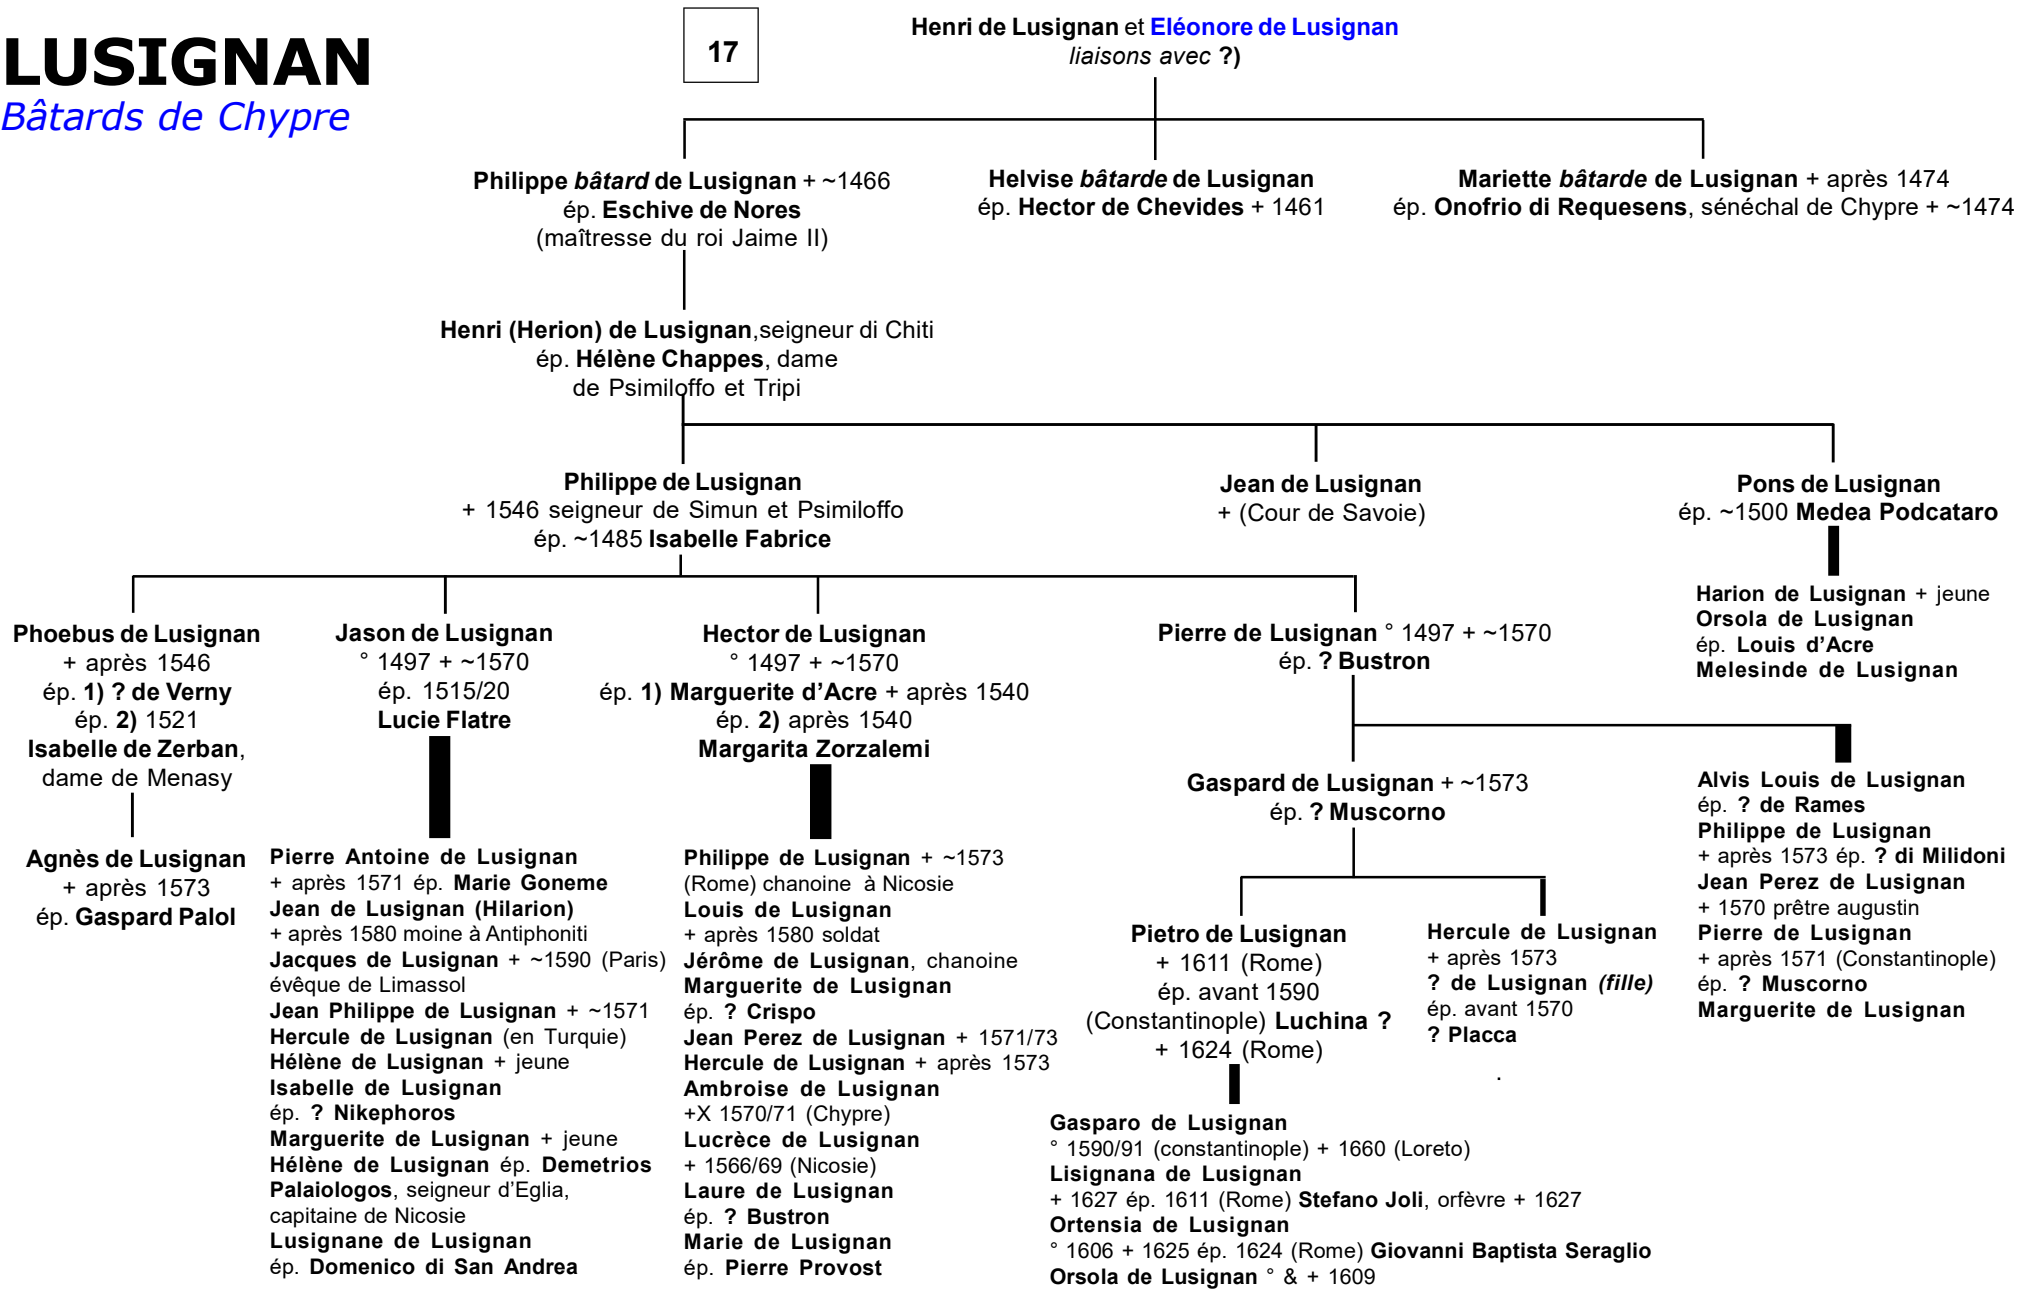 LUSIGNAN
Bâtards de Chypre
17
Henri de Lusignan et Eléonore de Lusignan
liaisons avec ?)
Philippe bâtard de Lusignan + ~1466
ép. Eschive de Nores
(maîtresse du roi Jaime II)
Helvise bâtarde de Lusignan
ép. Hector de Chevides + 1461
Mariette bâtarde de Lusignan + après 1474
ép. Onofrio di Requesens, sénéchal de Chypre + ~1474
Henri (Herion) de Lusignan,seigneur di Chiti
ép. Hélène Chappes, dame
de Psimiloffo et Tripi
Philippe de Lusignan
+ 1546 seigneur de Simun et Psimiloffo
ép. ~1485 Isabelle Fabrice
Jean de Lusignan
+ (Cour de Savoie)
Pons de Lusignan
ép. ~1500 Medea Podcataro
Harion de Lusignan + jeune
Orsola de Lusignan
ép. Louis d'Acre
Melesinde de Lusignan
Phoebus de Lusignan
+ après 1546
ép. 1) ? de Verny
ép. 2) 1521
Isabelle de Zerban,
dame de Menasy
Jason de Lusignan
° 1497 + ~1570
ép. 1515/20
Lucie Flatre
Hector de Lusignan
° 1497 + ~1570
ép. 1) Marguerite d'Acre + après 1540
ép. 2) après 1540
Margarita Zorzalemi
Pierre de Lusignan ° 1497 + ~1570
ép. ? Bustron
Agnès de Lusignan
+ après 1573
ép. Gaspard Palol
Pierre Antoine de Lusignan
+ après 1571 ép. Marie Goneme
Jean de Lusignan (Hilarion)
+ après 1580 moine à Antiphoniti
Jacques de Lusignan + ~1590 (Paris)
évêque de Limassol
Jean Philippe de Lusignan + ~1571
Hercule de Lusignan (en Turquie)
Hélène de Lusignan + jeune
Isabelle de Lusignan
ép. ? Nikephoros
Marguerite de Lusignan + jeune
Hélène de Lusignan ép. Demetrios
Palaiologos, seigneur d'Eglia,
capitaine de Nicosie
Lusignane de Lusignan
ép. Domenico di San Andrea
Philippe de Lusignan + ~1573
(Rome) chanoine à Nicosie
Louis de Lusignan
+ après 1580 soldat
Jérôme de Lusignan, chanoine
Marguerite de Lusignan
ép. ? Crispo
Jean Perez de Lusignan + 1571/73
Hercule de Lusignan + après 1573
Ambroise de Lusignan
+X 1570/71 (Chypre)
Lucrèce de Lusignan
+ 1566/69 (Nicosie)
Laure de Lusignan
ép. ? Bustron
Marie de Lusignan
ép. Pierre Provost
Gaspard de Lusignan + ~1573
ép. ? Muscorno
Alvis Louis de Lusignan
ép. ? de Rames
Philippe de Lusignan
+ après 1573 ép. ? di Milidoni
Jean Perez de Lusignan
+ 1570 prêtre augustin
Pierre de Lusignan
+ après 1571 (Constantinople)
ép. ? Muscorno
Marguerite de Lusignan
Pietro de Lusignan
+ 1611 (Rome)
ép. avant 1590
(Constantinople) Luchina ?
+ 1624 (Rome)
Hercule de Lusignan
+ après 1573
? de Lusignan (fille)
ép. avant 1570
? Placca
.
Gasparo de Lusignan
° 1590/91 (constantinople) + 1660 (Loreto)
Lisignana de Lusignan
+ 1627 ép. 1611 (Rome) Stefano Joli, orfèvre + 1627
Ortensia de Lusignan
° 1606 + 1625 ép. 1624 (Rome) Giovanni Baptista Seraglio
Orsola de Lusignan ° & + 1609